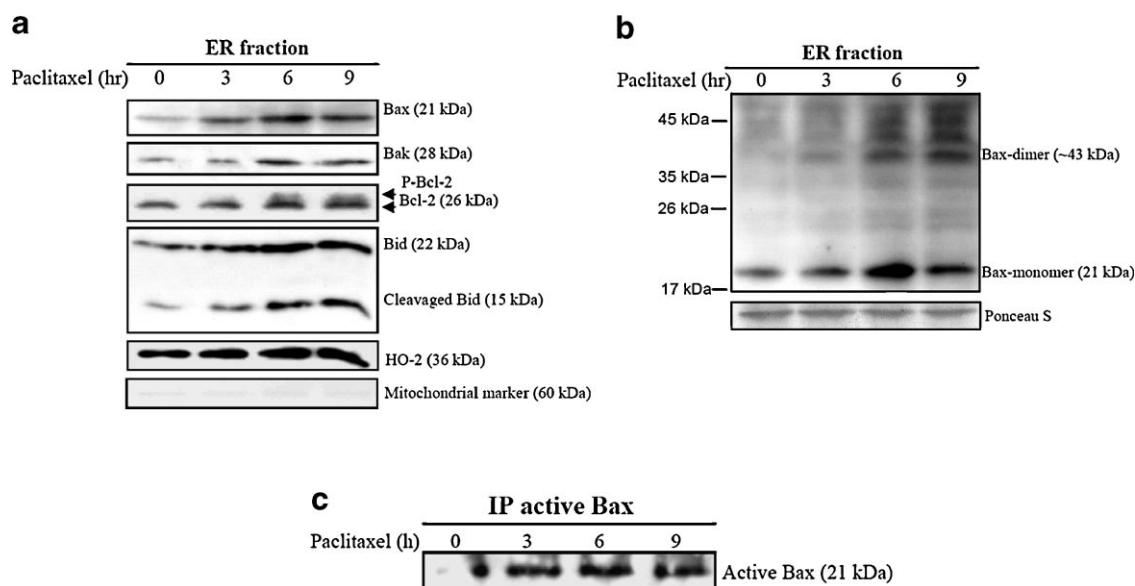 a
ER fraction
Paclitaxel (hr) 0 3 6 9
Bax (21 kDa)
Bak (28 kDa)
P-Bcl-2
Bcl-2 (26 kDa)
Bid (22 kDa)
Cleavaged Bid (15 kDa)
HO-2 (36 kDa)
Mitochondrial marker (60 kDa)
b
ER fraction
Paclitaxel (hr) 0 3 6 9
45 kDa
Bax-dimer (~43 kDa)
35 kDa
26 kDa
Bax-monomer (21 kDa)
17 kDa
Ponceau S
c
IP active Bax
Paclitaxel (h) 0 3 6 9
Active Bax (21 kDa)